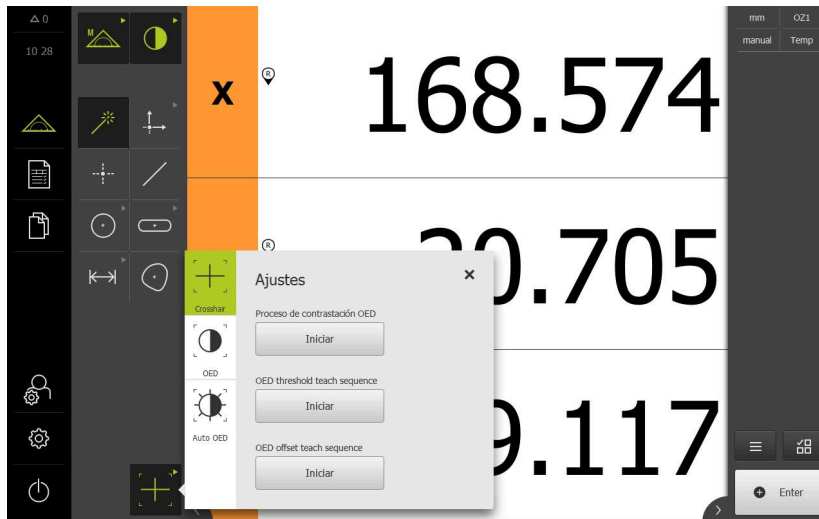 0
mm OZ1
10 28
M
manual Temp
X
R
168.574
R
705
Ajustes
Crosshair
Proceso de contrastación OED
Iniciar
OED
OED threshold teach sequence
Iniciar
Auto OED
9.117
OED offset teach sequence
Iniciar
Enter